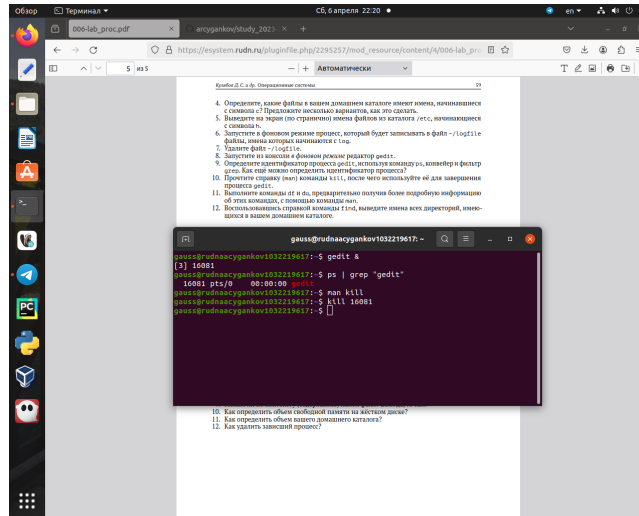 Обзор
Терминал
Сб, 6 апреля 22:20
en
006-lab_proc.pdf
arcygankov/study_2023
https://esystem.rudn.ru/pluginfile.php/2295257/mod_resource/content/4/006-lab_pro
5 из 5
Автоматически
Кулябов Д. С. и др. Операционные системы 59
4. Определите, какие файлы в вашем домашнем каталоге имеют имена, начинавшиеся
с символа c? Предложите несколько вариантов, как это сделать.
5. Выведите на экран (по странично) имена файлов из каталога /etc, начинающиеся
с символа h.
6. Запустите в фоновом режиме процесс, который будет записывать в файл ~/logfile
файлы, имена которых начинаются с log.
7. Удалите файл ~/logfile.
8. Запустите из консоли в фоновом режиме редактор gedit.
9. Определите идентификатор процесса gedit, используя команду ps, конвейер и фильтр
grep. Как ещё можно определить идентификатор процесса?
10. Прочтите справку (man) команды kill, после чего используйте её для завершения
процесса gedit.
11. Выполните команды df и du, предварительно получив более подробную информацию
об этих командах, с помощью команды man.
12. Воспользовавшись справкой команды find, выведите имена всех директорий, имею-
щихся в вашем домашнем каталоге.
gauss@rudnaacygankov1032219617: ~
gauss@rudnaacygankov1032219617:~$ gedit &
[3] 16081
gauss@rudnaacygankov1032219617:~$ ps | grep "gedit"
16081 pts/0 00:00:00 gedit
gauss@rudnaacygankov1032219617:~$ man kill
gauss@rudnaacygankov1032219617:~$ kill 16081
gauss@rudnaacygankov1032219617:~$
10. Как определить объем свободной памяти на жёстком диске?
11. Как определить объем вашего домашнего каталога?
12. Как удалить зависший процесс?